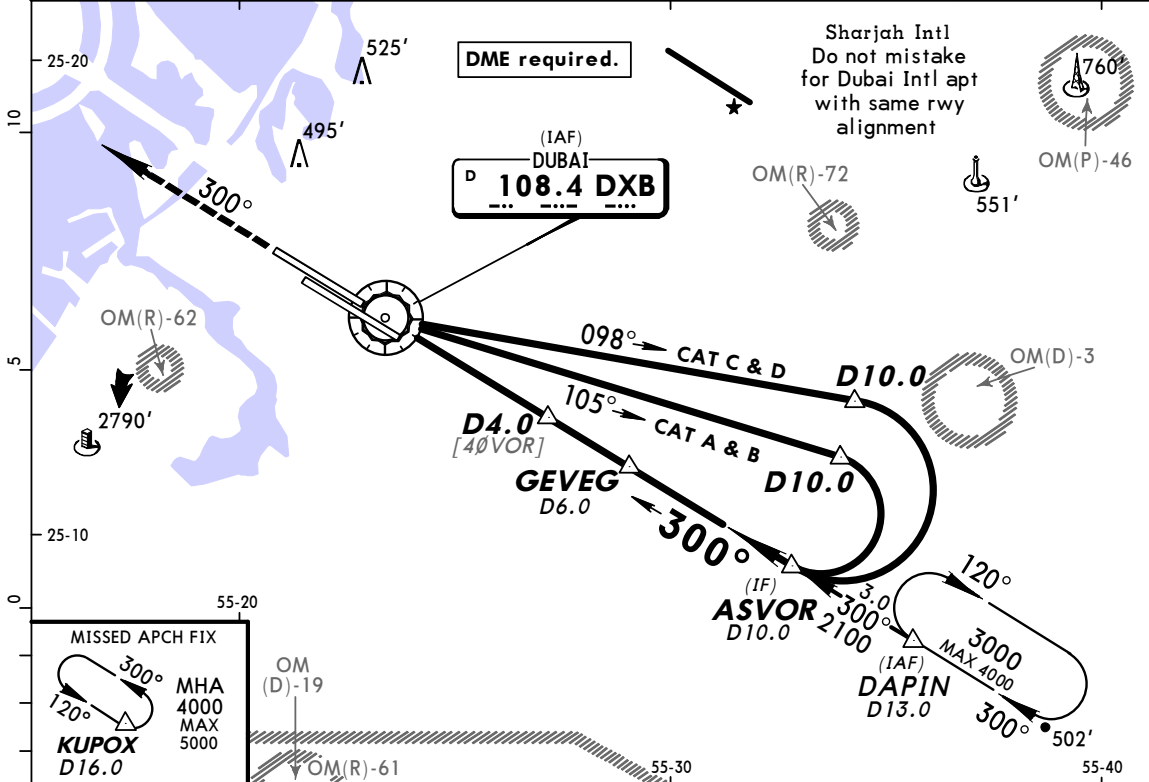 525'
25-20
DME required.
Sharjah Intl
Do not mistake
for Dubai Intl apt
with same rwy
alignment
760'
10
495'
(IAF)
DUBAI
D 108.4 DXB
OM(P)-46
OM(R)-72
551'
300°
OM(R)-62
098° CAT C & D
D10.0
OM(D)-3
5
2790'
105° CAT A & B
D4.0
[4ØVOR]
GEVEG
D6.0
D10.0
25-10
300°
(IF)
ASVOR
D10.0
3.0
300°
2100
120°
3000
MAX 4000
(IAF)
DAPIN
D13.0
300°
502'
0
55-20
MISSED APCH FIX
300°
120°
MHA
4000
MAX
5000
KUPOX
D16.0
OM
(D)-19
OM(R)-61
55-30
55-40